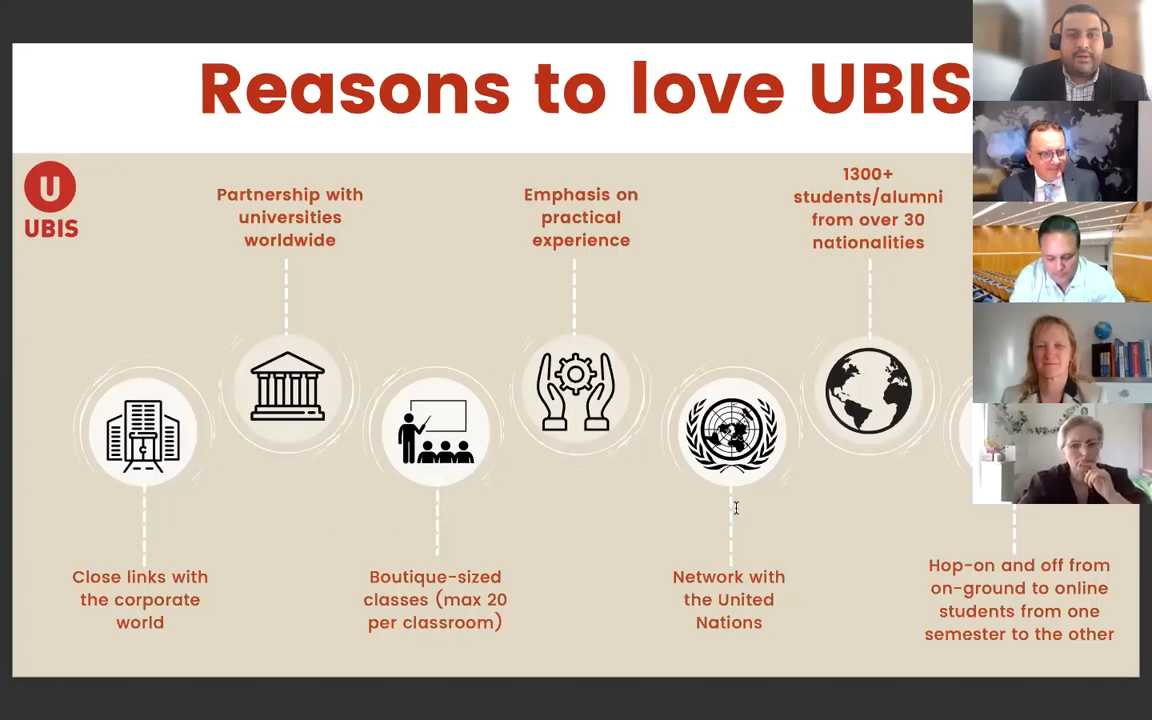 Reasons to love UBIS
U
UBIS
Partnership with
universities
worldwide
Emphasis on
practical
experience
1300+
students/alumni
from over 30
nationalities
Close links with
the corporate
world
Boutique-sized
classes (max 20
per classroom)
Network with
the United
Nations
Hop-on and off from
on-ground to online
students from one
semester to the other